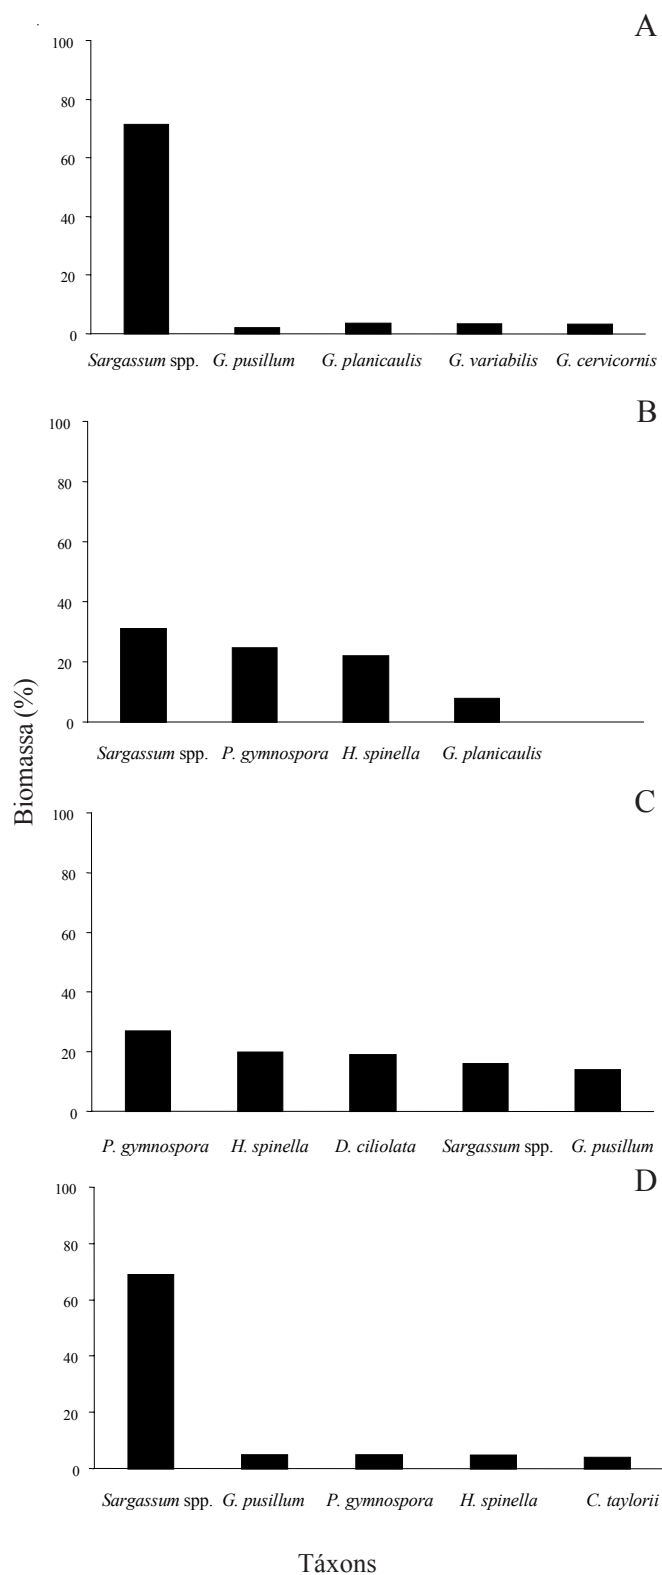 A
100
80
60
40
20
0
Sargassum spp. G. pusillum G. planicaulis G. variabilis G. cervicornis
B
100
80
60
40
20
0
Sargassum spp. P. gymnospora H. spinella G. planicaulis
Biomassa (%)
C
100
80
60
40
20
0
P. gymnospora H. spinella D. ciliolata Sargassum spp. G. pusillum
D
100
80
60
40
20
0
Sargassum spp. G. pusillum P. gymnospora H. spinella C. taylorii
Táxons